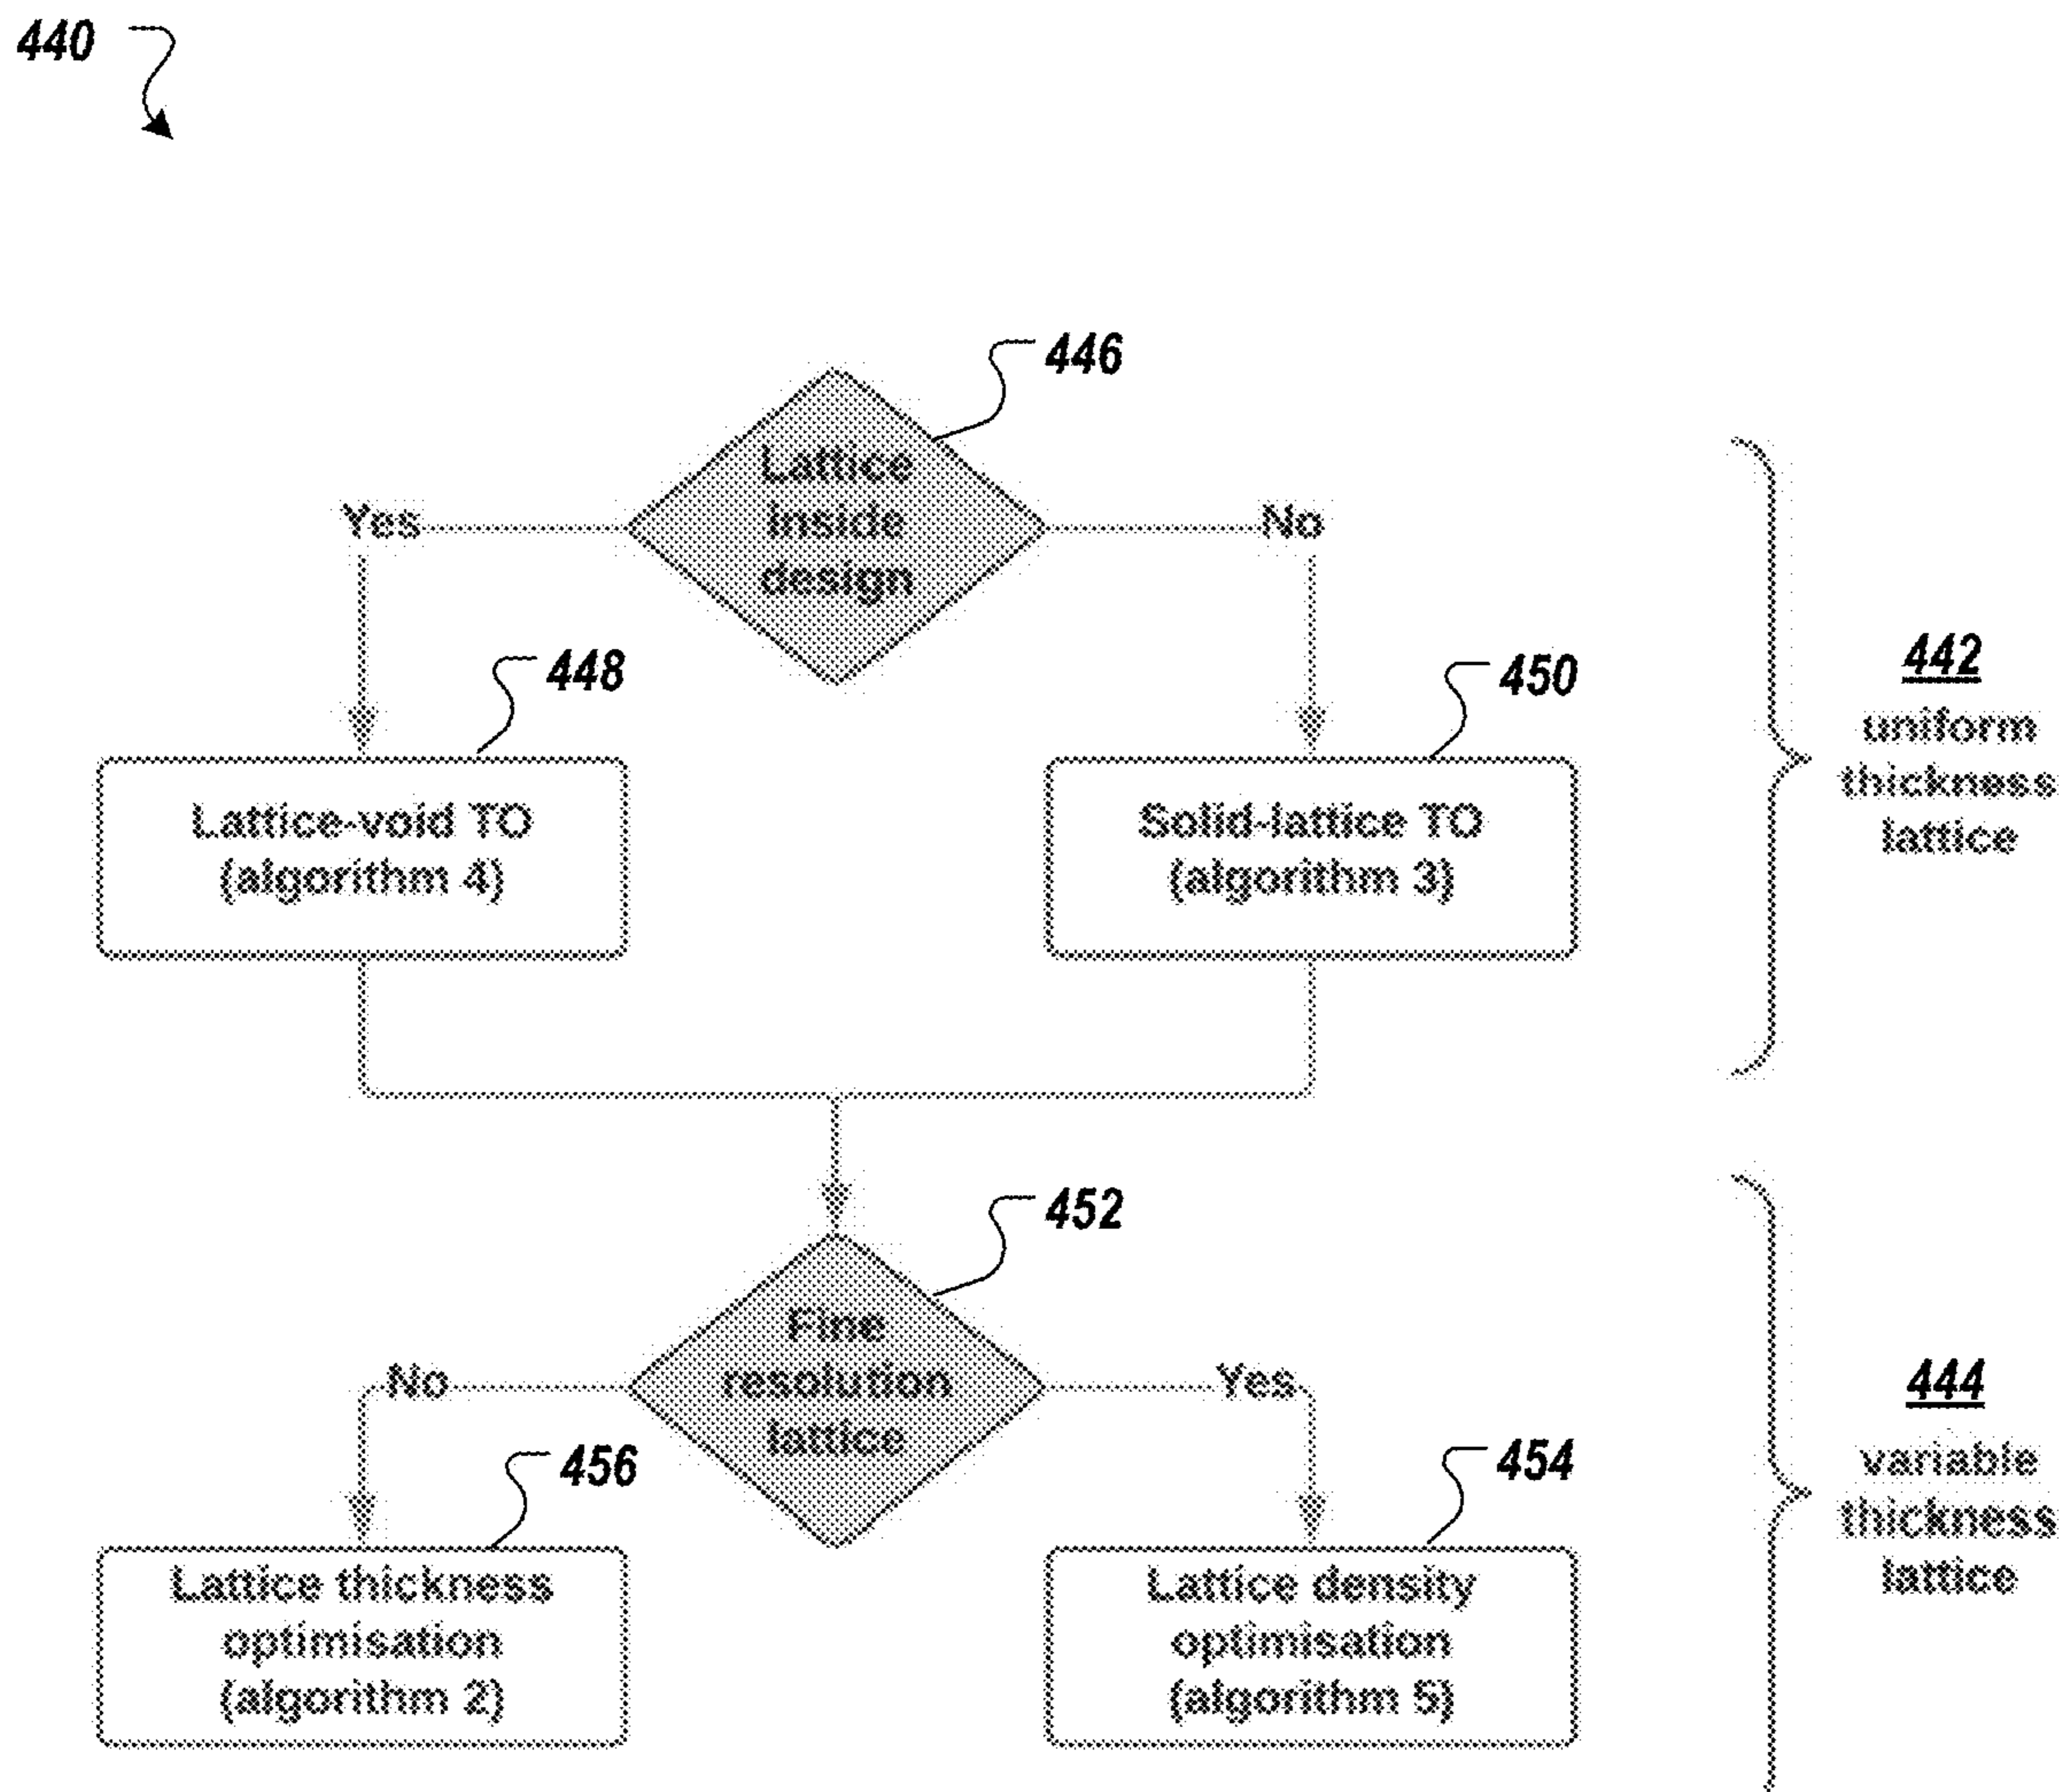 440
446
Lattice
inside
design
Yes
No
448
450
442
uniform
thickness
lattice
Lattice-void TO
(algorithm 4)
Solid-lattice TO
(algorithm 3)
452
Fine
resolution
lattice
No
Yes
456
454
444
variable
thickness
lattice
Lattice thickness
optimisation
(algorithm 2)
Lattice density
optimisation
(algorithm 5)